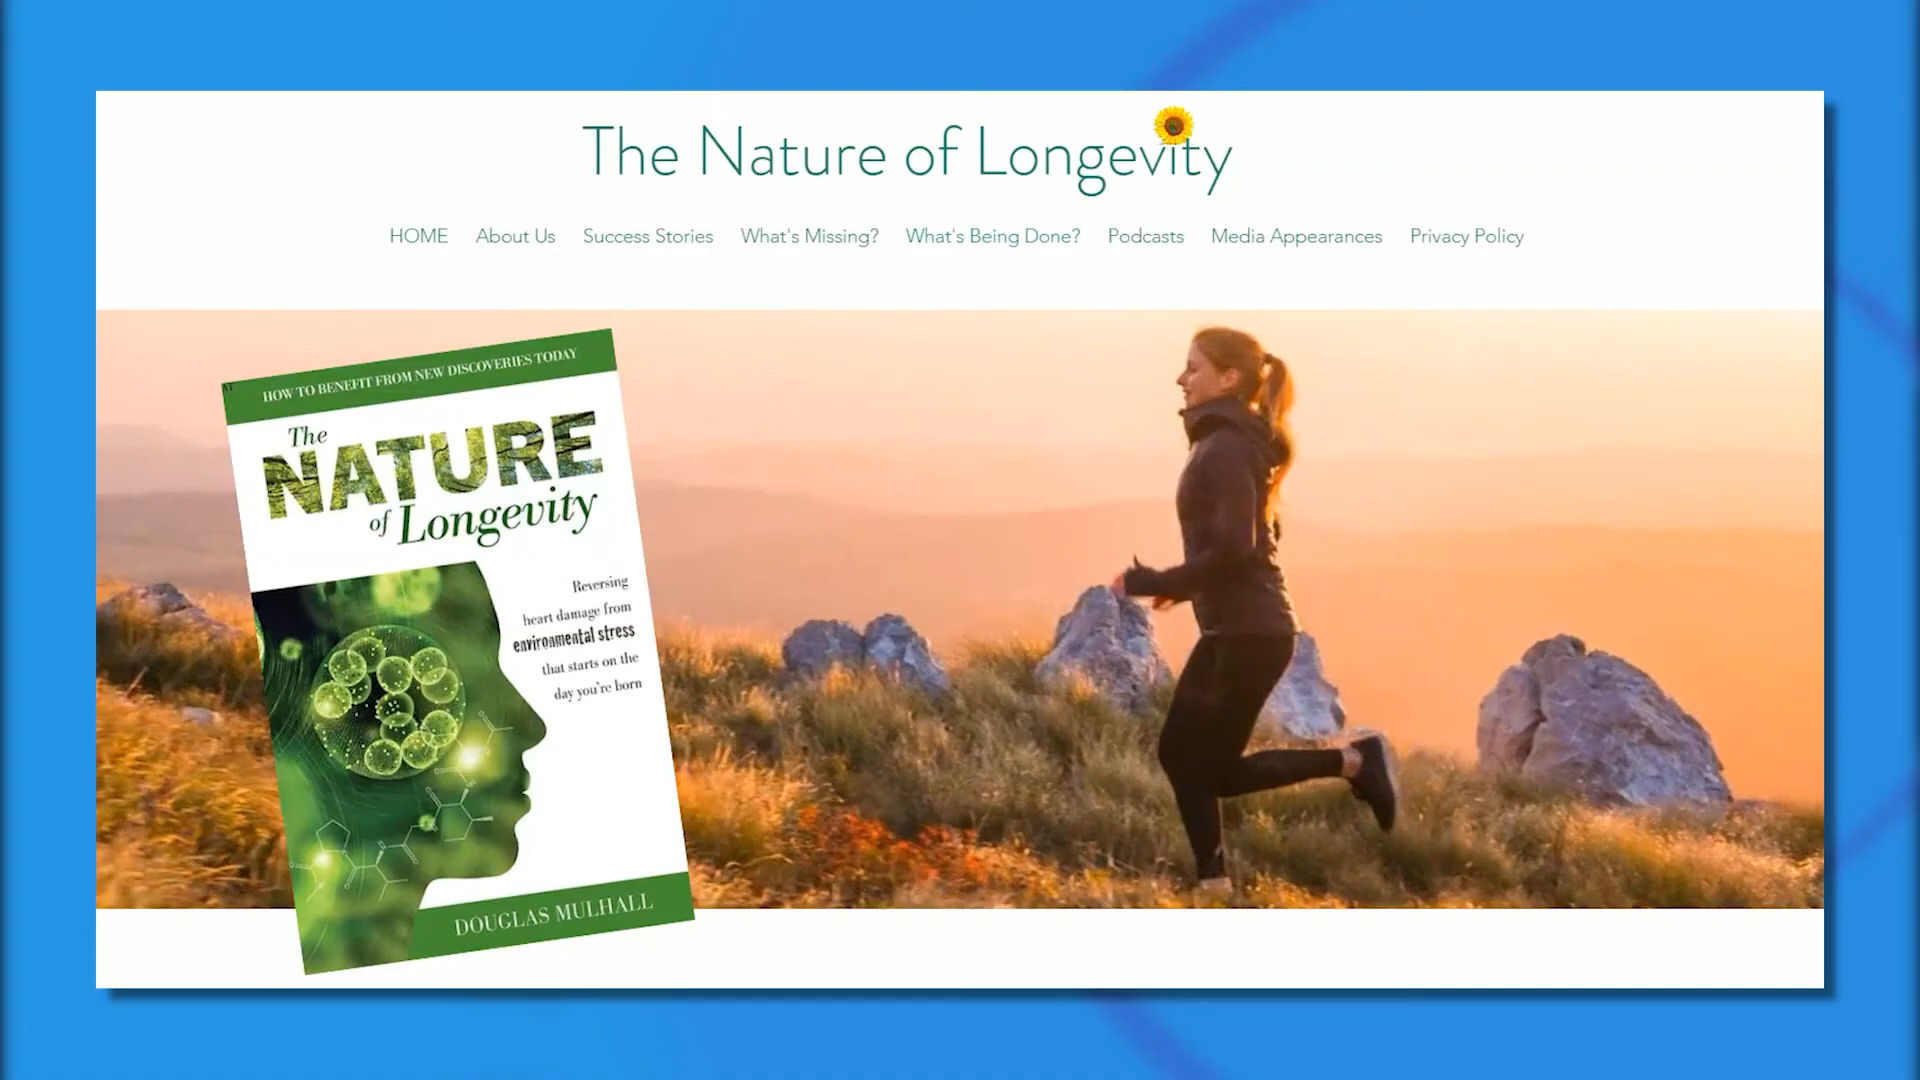 The Nature of Longevity
HOME About Us Success Stories What's Missing? What's Being Done? Podcasts Media Appearances Privacy Policy
HOW TO BENEFIT FROM NEW DISCOVERIES TODAY
The
NATURE
of Longevity
Reversing
heart damage from
environmental stress
that starts on the
day you're born
DOUGLAS MULHALL